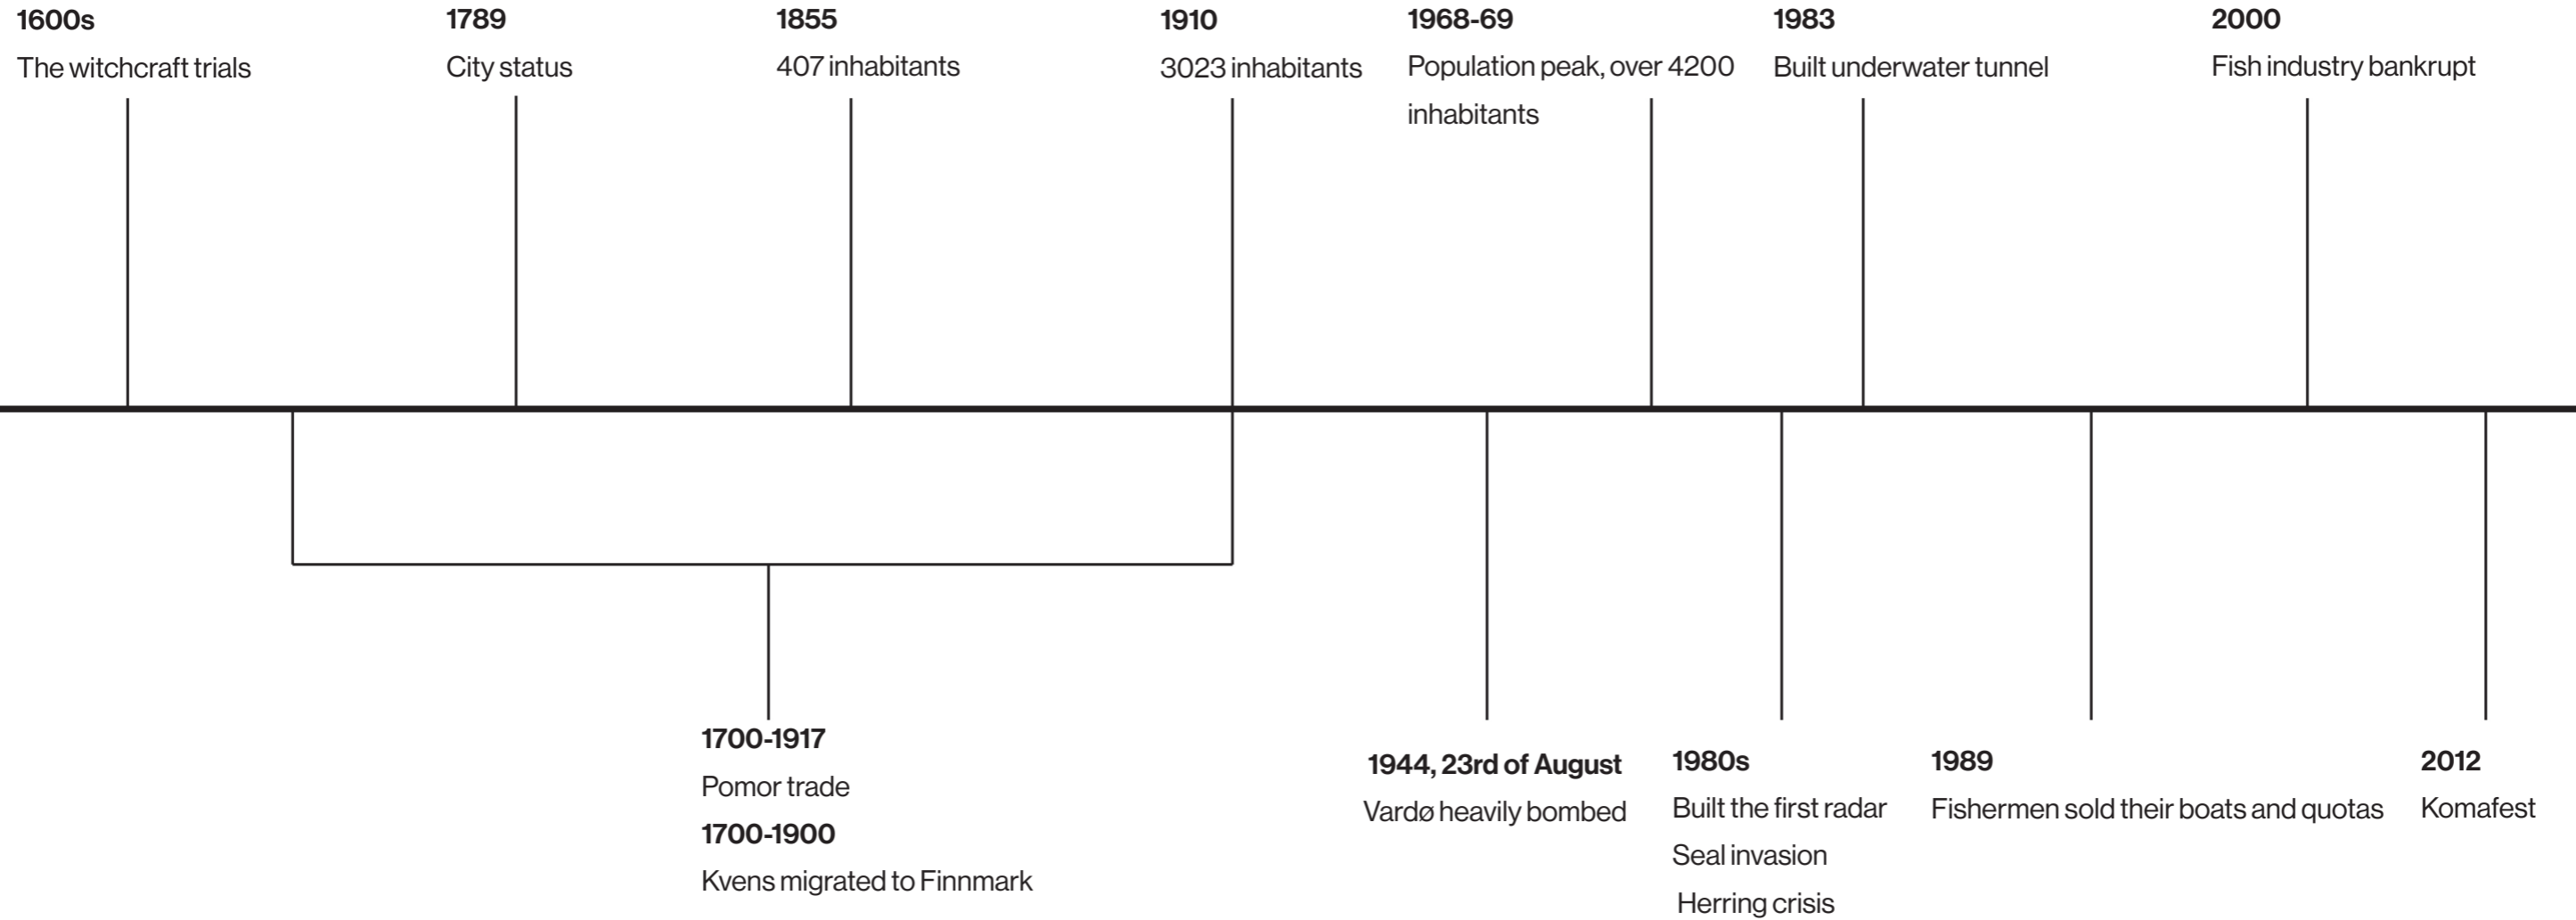 1600s
The witchcraft trials
1789
City status
1855
407 inhabitants
1910
3023 inhabitants
1968-69
Population peak, over 4200
inhabitants
1983
Built underwater tunnel
2000
Fish industry bankrupt
1700-1917
Pomor trade
1700-1900
Kvens migrated to Finnmark
1944, 23rd of August
Vardø heavily bombed
1980s
Built the first radar
Seal invasion
Herring crisis
1989
Fishermen sold their boats and quotas
2012
Komafest